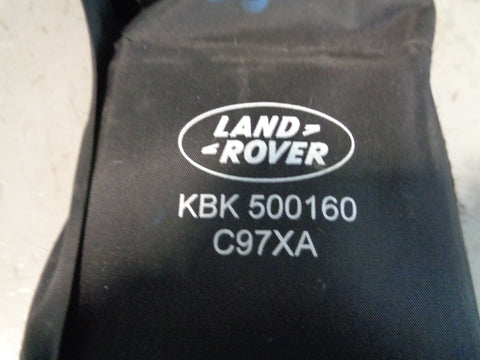 LAND
ROVER
KBK 500160
C97XA